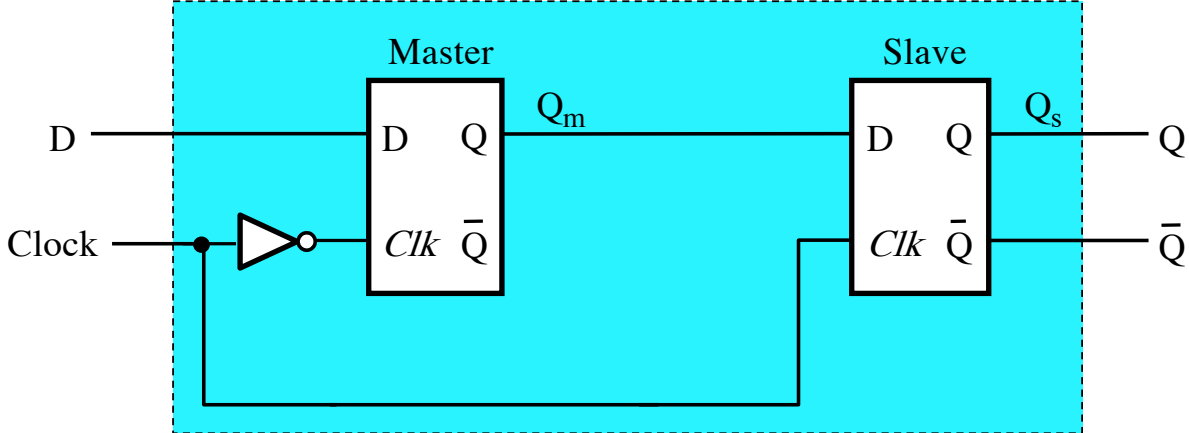 Master Slave
D D Q Qm D Q Qs Q
Clock Clk Q̄ Clk Q̄ Q̄